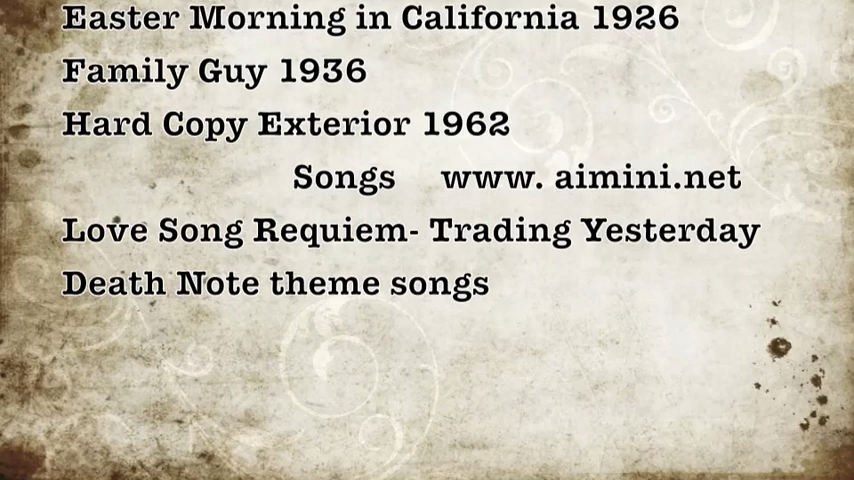 Easter Morning in California 1926
Family Guy 1936
Hard Copy Exterior 1962
Songs www. aimini.net
Love Song Requiem- Trading Yesterday
Death Note theme songs